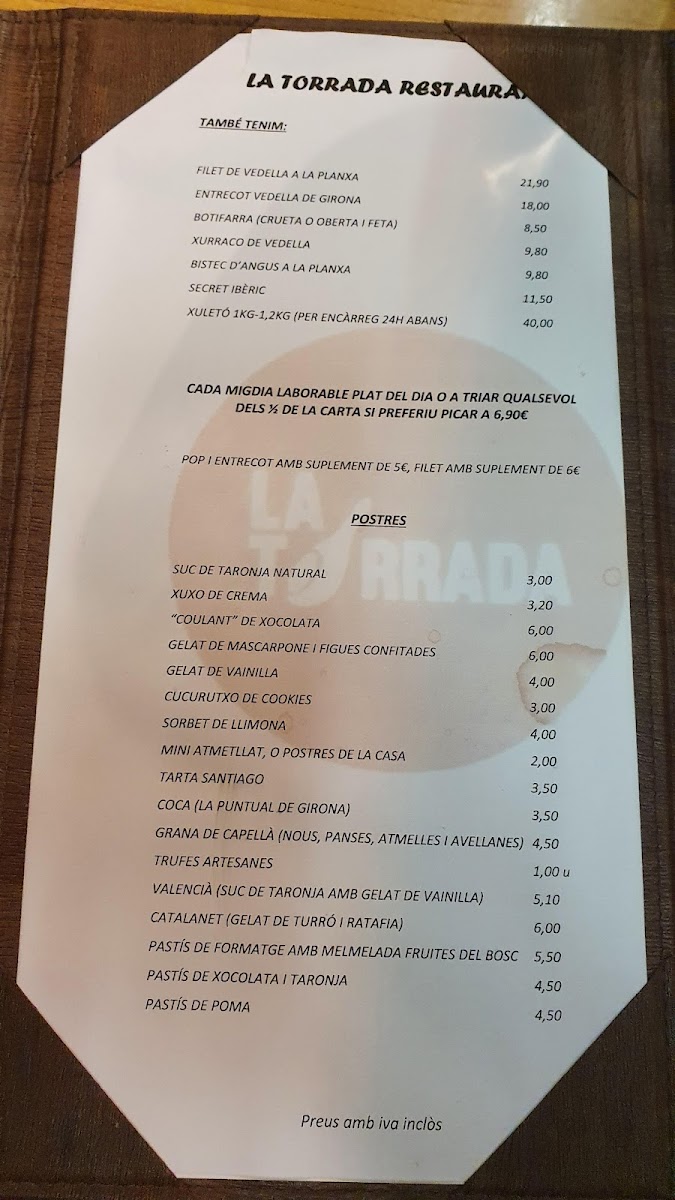 LA TORRADA RESTAURA
TAMBÉ TENIM:
FILET DE VEDELLA A LA PLANXA 21,90
ENTRECOT VEDELLA DE GIRONA 18,00
BOTIFARRA (CRUETA O OBERTA I FETA) 8,50
XURRACO DE VEDELLA 9,80
BISTEC D'ANGUS A LA PLANXA 9,80
SECRET IBÈRIC 11,50
XULETÓ 1KG-1,2KG (PER ENCÀRREG 24H ABANS) 40,00
CADA MIGDIA LABORABLE PLAT DEL DIA O A TRIAR QUALSEVOL
DELS ½ DE LA CARTA SI PREFERIU PICAR A 6,90€
POP I ENTRECOT AMB SUPLEMENT DE 5€, FILET AMB SUPLEMENT DE 6€
LA
TORRADA
POSTRES
SUC DE TARONJA NATURAL 3,00
XUXO DE CREMA 3,20
"COULANT" DE XOCOLATA 6,00
GELAT DE MASCARPONE I FIGUES CONFITADES 6,00
GELAT DE VAINILLA 4,00
CUCURUTXO DE COOKIES 3,00
SORBET DE LLIMONA 4,00
MINI ATMETLLAT, O POSTRES DE LA CASA 2,00
TARTA SANTIAGO 3,50
COCA (LA PUNTUAL DE GIRONA) 3,50
GRANA DE CAPELLÀ (NOUS, PANSES, ATMELLES I AVELLANES) 4,50
TRUFES ARTESANES 1,00 u
VALENCIÀ (SUC DE TARONJA AMB GELAT DE VAINILLA) 5,10
CATALANET (GELAT DE TURRÓ I RATAFIA) 6,00
PASTÍS DE FORMATGE AMB MELMELADA FRUITES DEL BOSC 5,50
PASTÍS DE XOCOLATA I TARONJA 4,50
PASTÍS DE POMA 4,50
Preus amb iva inclòs